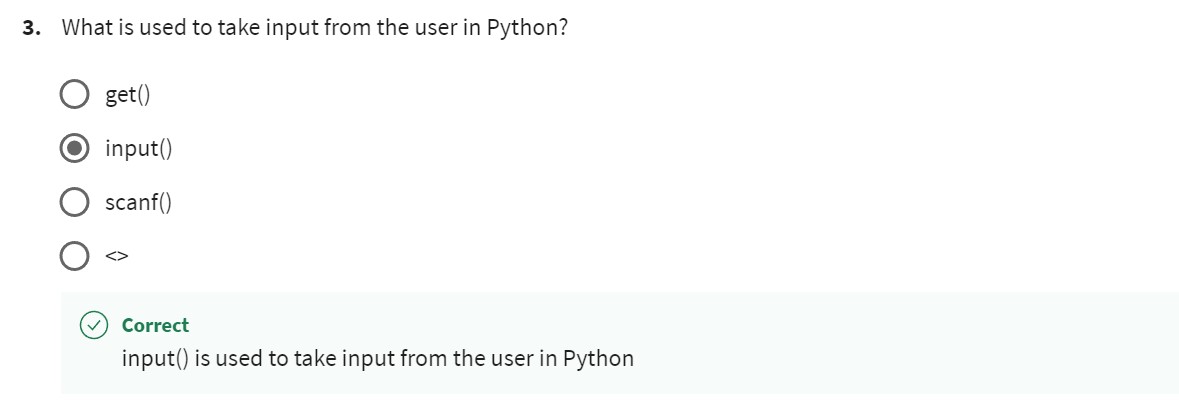 3. What is used to take input from the user in Python?
get()
input()
scanf()
<>
Correct
input() is used to take input from the user in Python